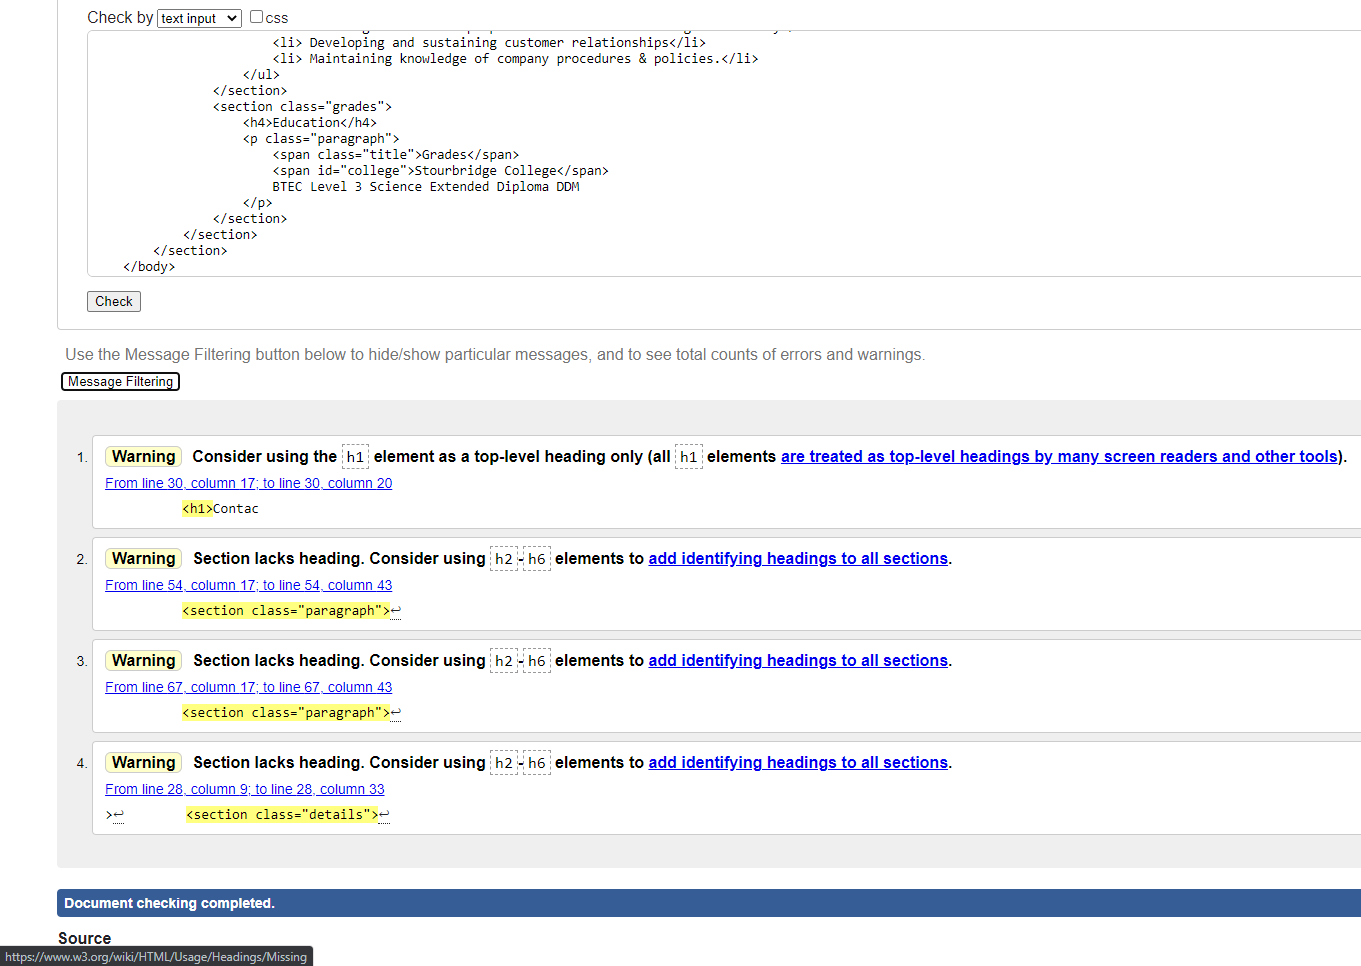 Check by text input css
<li> Developing and sustaining customer relationships</li>
<li> Maintaining knowledge of company procedures & policies.</li>
</ul>
</section>
<section class="grades">
<h4>Education</h4>
<p class="paragraph">
<span class="title">Grades</span>
<span id="college">Stourbridge College</span>
BTEC Level 3 Science Extended Diploma DDM
</p>
</section>
</section>
</section>
</body>
Check
Use the Message Filtering button below to hide/show particular messages, and to see total counts of errors and warnings.
Message Filtering
1. Warning Consider using the h1 element as a top-level heading only (all h1 elements are treated as top-level headings by many screen readers and other tools).
From line 30, column 17; to line 30, column 20
<h1>Contac
2. Warning Section lacks heading. Consider using h2-h6 elements to add identifying headings to all sections.
From line 54, column 17; to line 54, column 43
<section class="paragraph">↩
3. Warning Section lacks heading. Consider using h2-h6 elements to add identifying headings to all sections.
From line 67, column 17; to line 67, column 43
<section class="paragraph">↩
4. Warning Section lacks heading. Consider using h2-h6 elements to add identifying headings to all sections.
From line 28, column 9; to line 28, column 33
>↩ <section class="details">↩
Document checking completed.
Source
https://www.w3.org/wiki/HTML/Usage/Headings/Missing